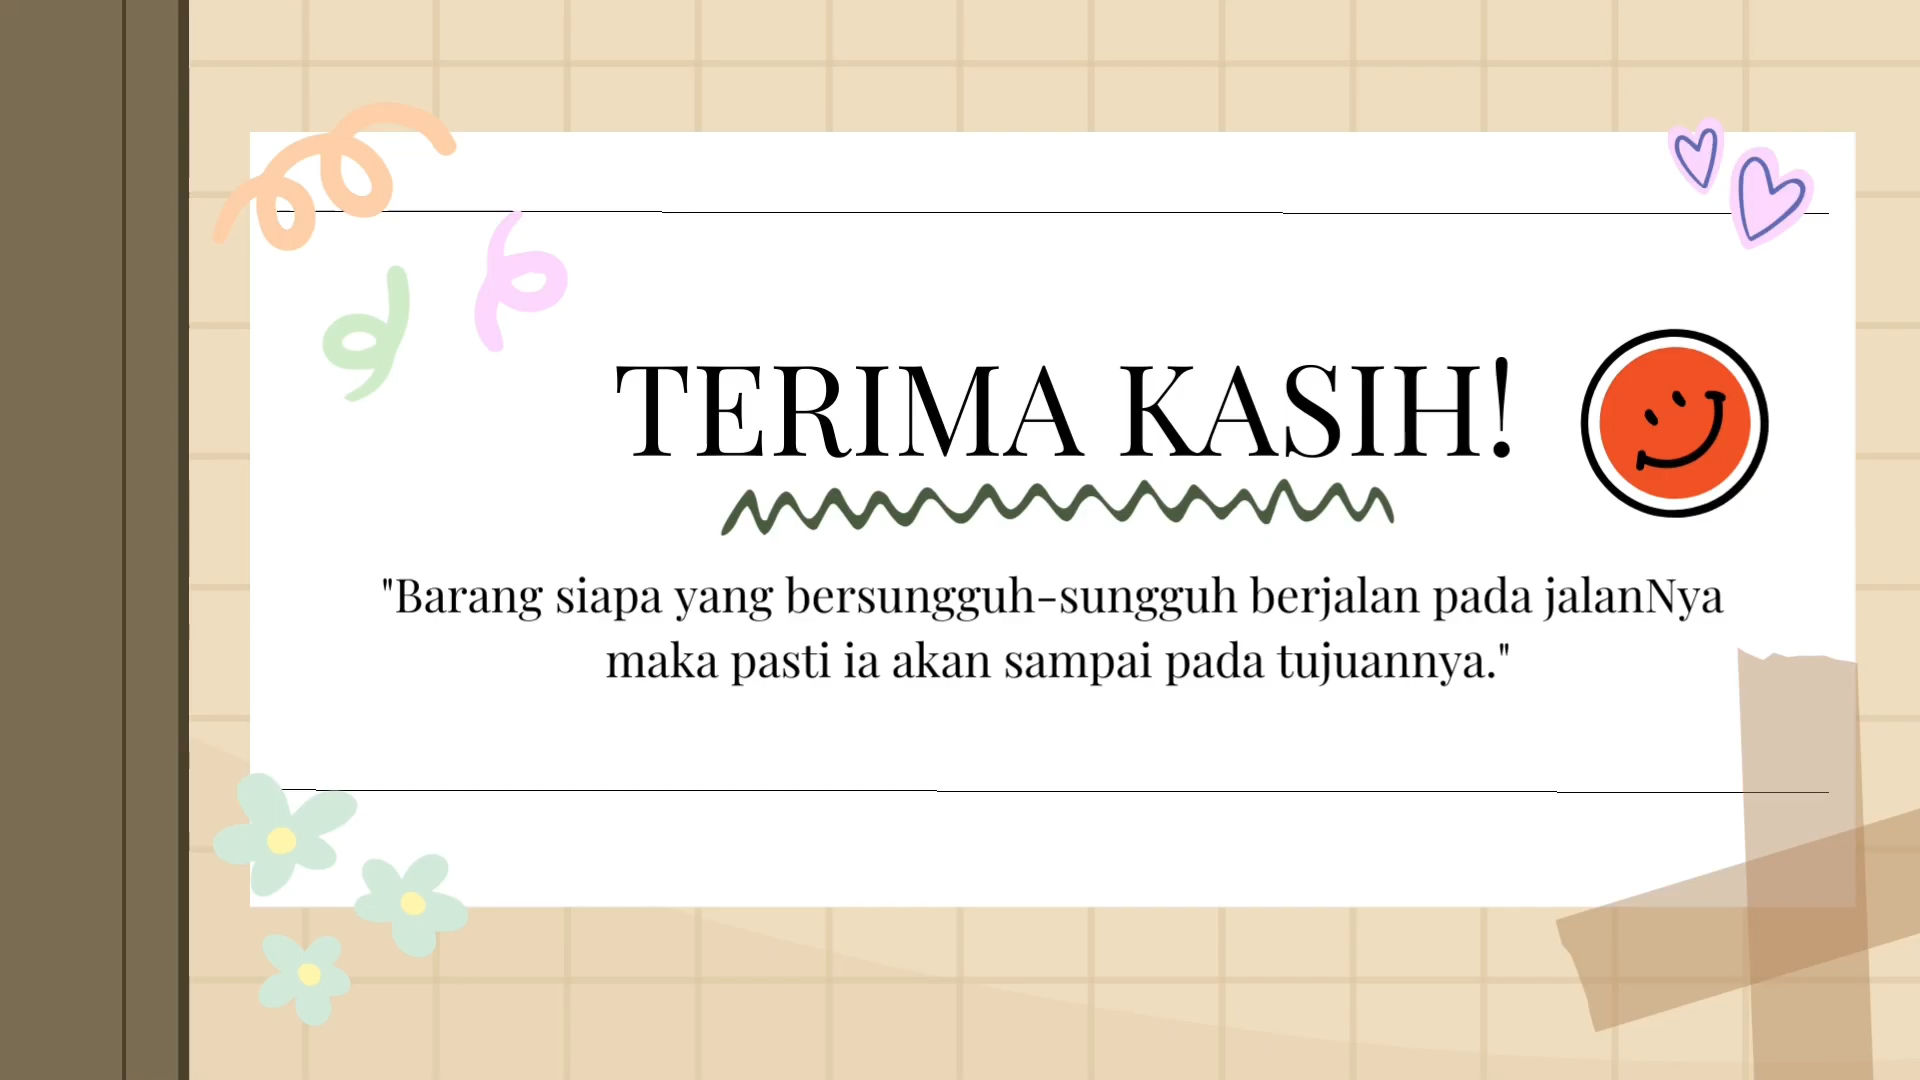 TERIMA KASIH!
"Barang siapa yang bersungguh-sungguh berjalan pada jalanNya
maka pasti ia akan sampai pada tujuannya."